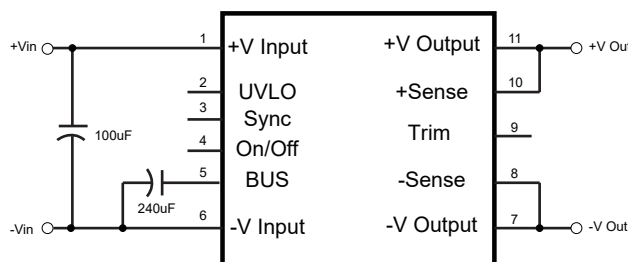 +Vin
1
+V Input
+V Output
11
+V Out
2
UVLO
+Sense
10
3
Sync
100uF
Trim
9
4
On/Off
5
BUS
-Sense
8
240uF
-Vin
6
-V Input
-V Output
7
-V Out